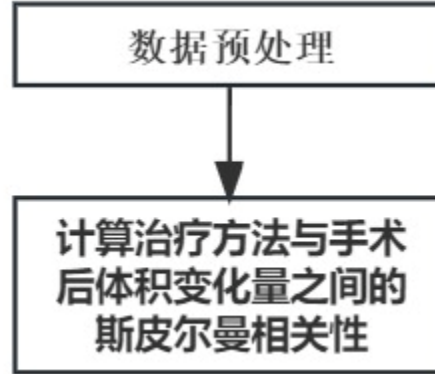 数据预处理
计算治疗方法与手术
后体积变化量之间的
斯皮尔曼相关性